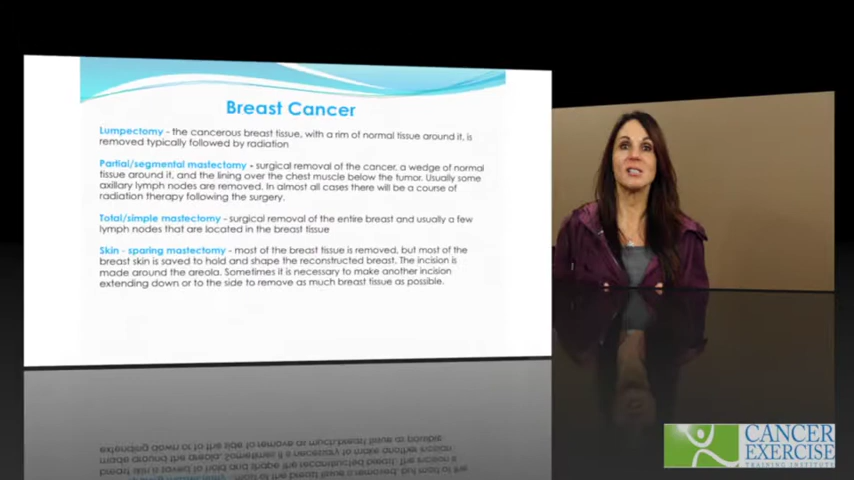 Breast Cancer
Lumpectomy - the cancerous breast tissue, with a rim of normal tissue around it, is
removed typically followed by radiation
Partial/segmental mastectomy - surgical removal of the cancer, a wedge of normal
tissue around it, and the lining over the chest muscle below the tumor. Usually some
axillary lymph nodes are removed. In almost all cases there will be a course of
radiation therapy following the surgery.
Total/simple mastectomy - surgical removal of the entire breast and usually a few
lymph nodes that are located in the breast tissue
Skin - sparing mastectomy - most of the breast tissue is removed, but most of the
breast skin is saved to hold and shape the reconstructed breast. The incision is
made around the areola. Sometimes it is necessary to make another incision
extending down or to the side to remove as much breast tissue as possible.
CANCER
EXERCISE
TRAINING INSTITUTE